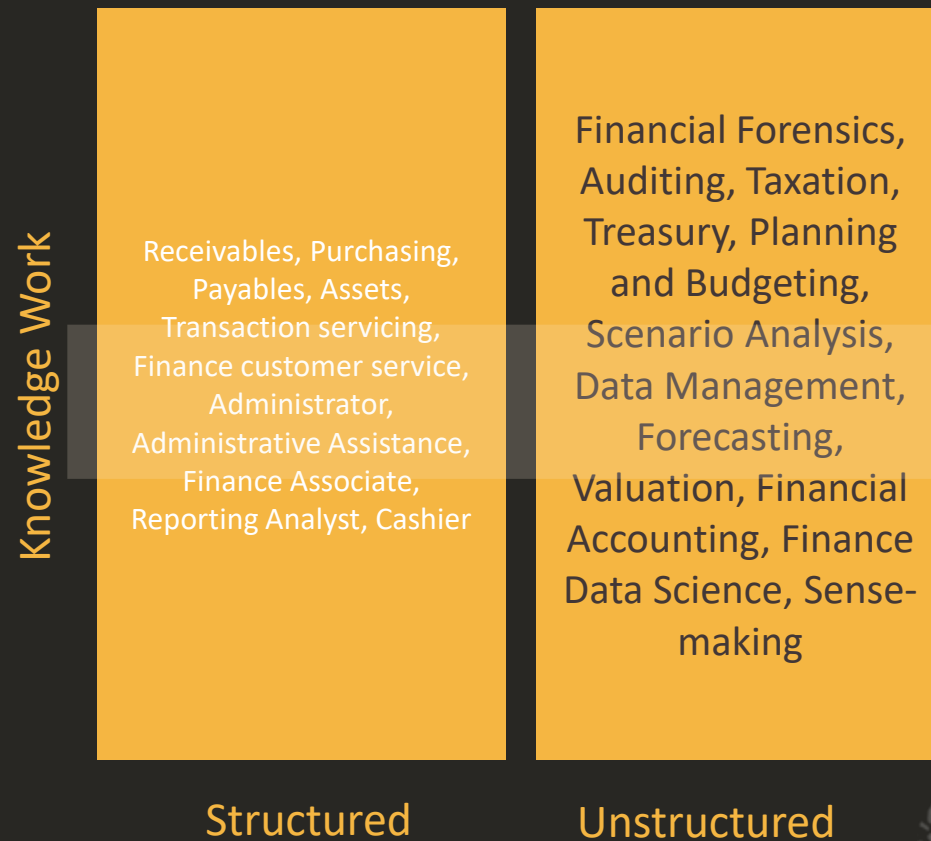 Knowledge Work
Receivables, Purchasing,
Payables, Assets,
Transaction servicing,
Finance customer service,
Administrator,
Administrative Assistance,
Finance Associate,
Reporting Analyst, Cashier
Financial Forensics,
Auditing, Taxation,
Treasury, Planning
and Budgeting,
Scenario Analysis,
Data Management,
Forecasting,
Valuation, Financial
Accounting, Finance
Data Science, Sense-
making
Structured
Unstructured